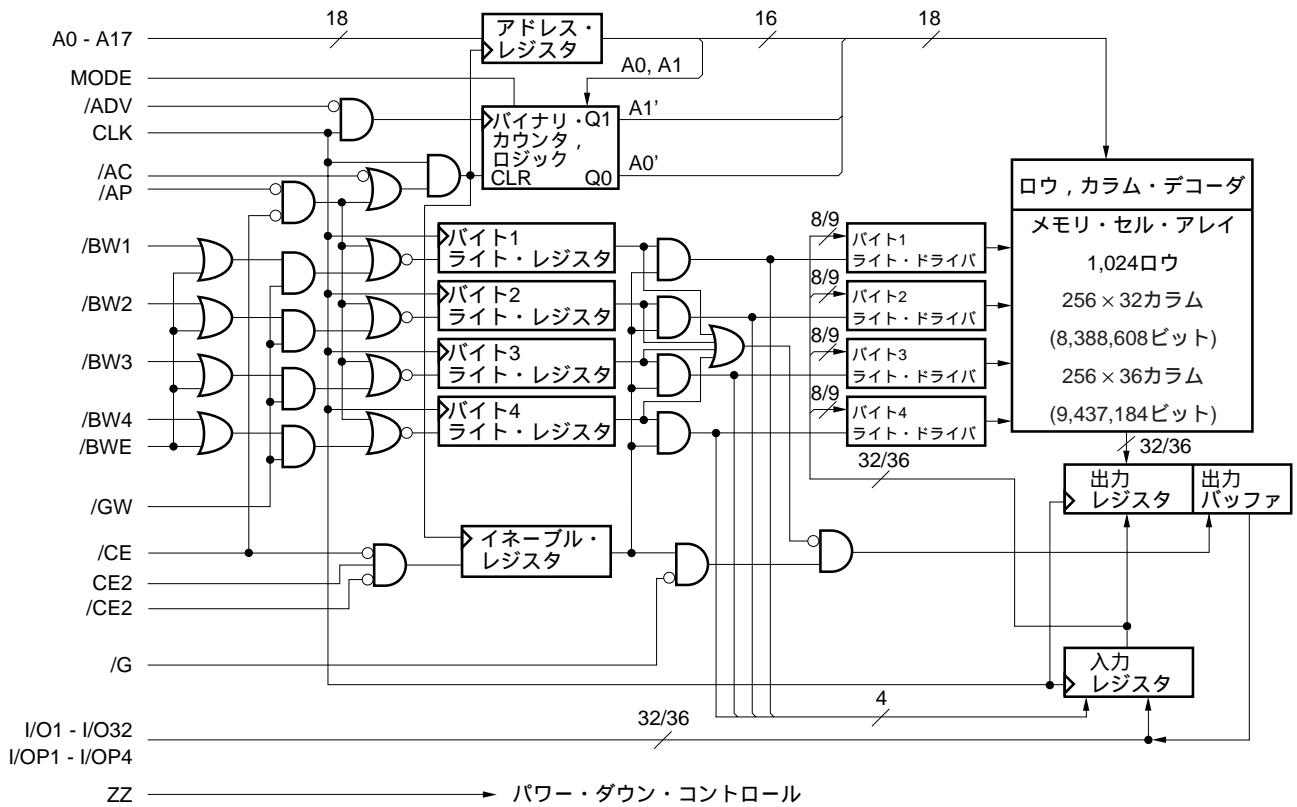 18
16
18
A0 - A17
アドレス・
レジスタ
MODE
A0, A1
/ADV
CLK
バイナリ・ Q1
カウンタ，
ロジック
CLR Q0
A1’
A0’
/AC
/AP
ロウ，カラム・デコーダ
メモリ・セル・アレイ
1,024ロウ
256×32カラム
(8,388,608ビット)
256×36カラム
(9,437,184ビット)
/BW1
バイト1
ライト・レジスタ
8/9
バイト1
ライト・ドライバ
/BW2
バイト2
ライト・レジスタ
8/9
バイト2
ライト・ドライバ
/BW3
バイト3
ライト・レジスタ
8/9
バイト3
ライト・ドライバ
/BW4
/BWE
バイト4
ライト・レジスタ
8/9
バイト4
ライト・ドライバ
32/36
32/36
/GW
出力
レジスタ
出力
バッファ
/CE
CE2
/CE2
イネーブル・
レジスタ
/G
入力
レジスタ
4
I/O1 - I/O32
I/OP1 - I/OP4
32/36
ZZ
パワー・ダウン・コントロール